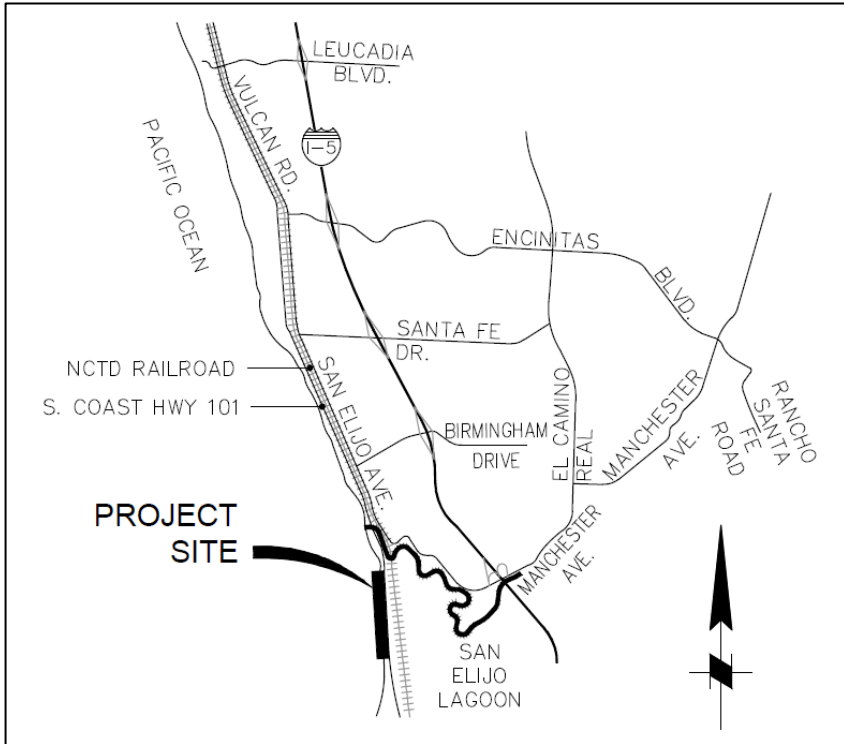 LEUCADIA
BLVD.
VULCAN RD.
I-5
PACIFIC OCEAN
ENCINITAS
BLVD.
SANTA FE
DR.
NCTD RAILROAD
S. COAST HWY 101
SAN ELIJO AVE.
BIRMINGHAM
DRIVE
EL CAMINO
REAL
MANCHESTER
AVE.
RANCHO
SANTA
FE
ROAD
PROJECT
SITE
MANCHESTER
AVE.
SAN
ELIJO
LAGOON